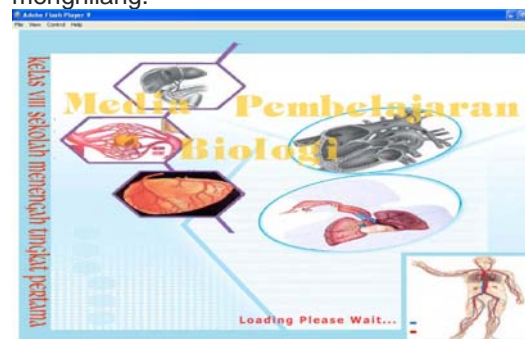 menghilang.
Adobe Flash Player 9
File View Control Help
kelas viii sekolah menengah tingkat pertama
Media Pembelajaran
Biologi
Loading Please Wait...